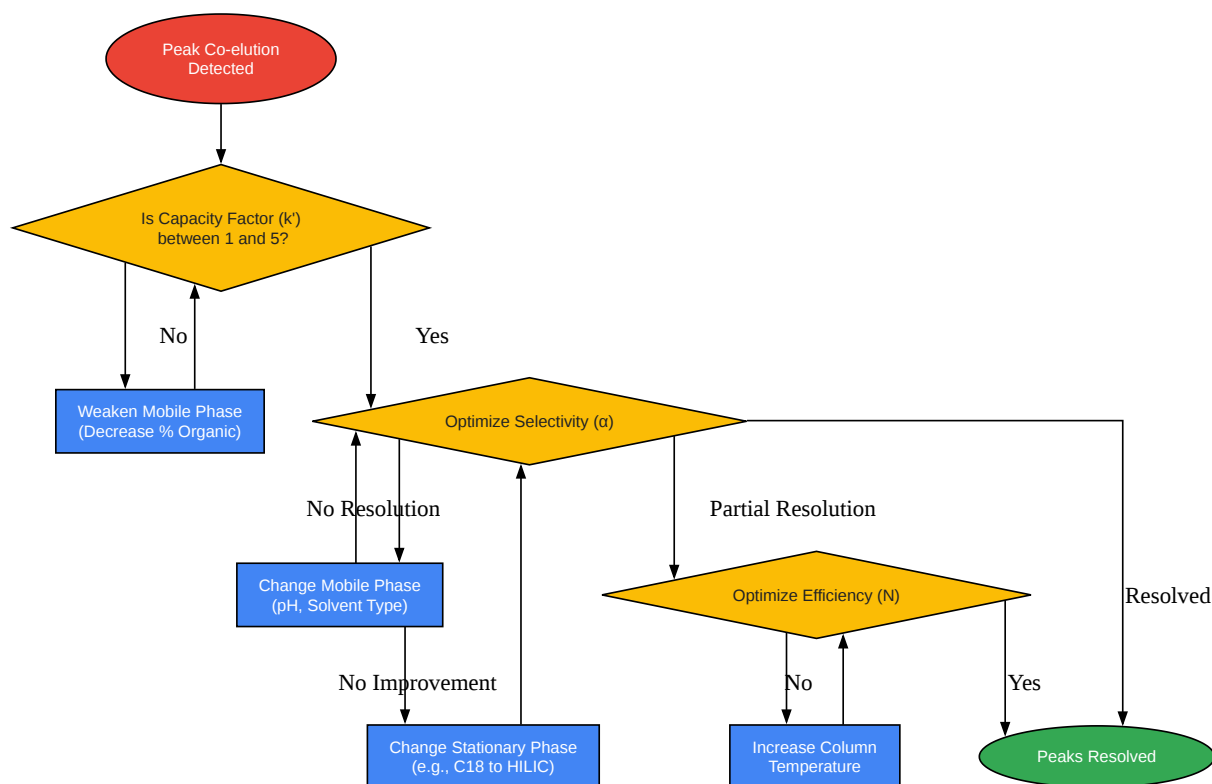 Peak Co-elution
Detected
Is Capacity Factor (k')
between 1 and 5?
No
Yes
Weaken Mobile Phase
(Decrease % Organic)
Optimize Selectivity (α)
No Resolution
Partial Resolution
Change Mobile Phase
(pH, Solvent Type)
Optimize Efficiency (N)
Resolved
No Improvement
No
Yes
Change Stationary Phase
(e.g., C18 to HILIC)
Increase Column
Temperature
Peaks Resolved